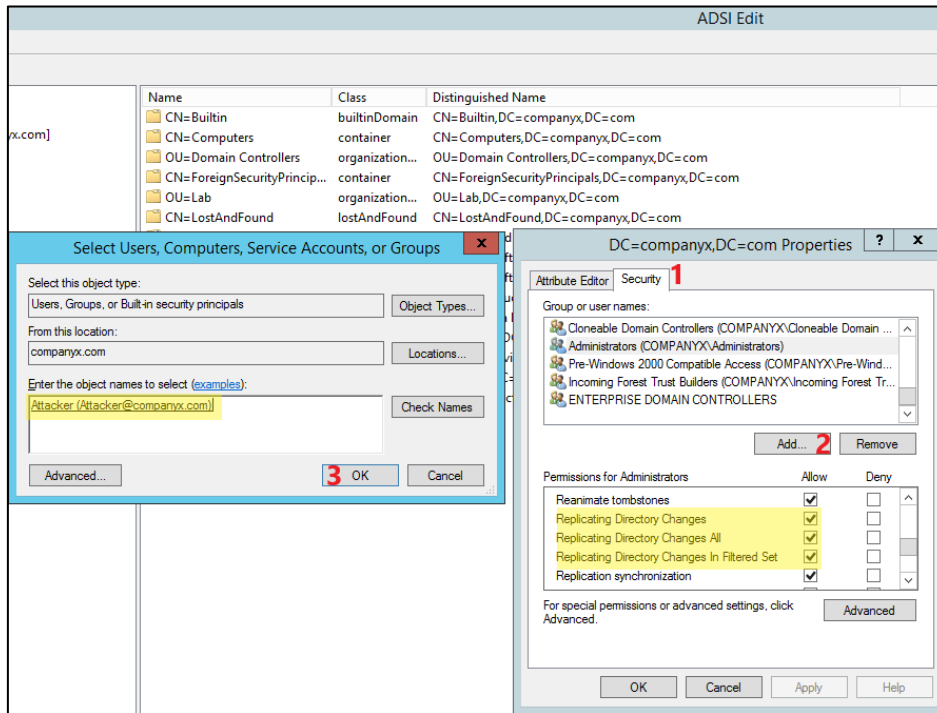 ADSI Edit
Name Class Distinguished Name
yx.com]
CN=Builtin builtinDomain CN=Builtin,DC=companyx,DC=com
CN=Computers container CN=Computers,DC=companyx,DC=com
OU=Domain Controllers organization... OU=Domain Controllers,DC=companyx,DC=com
CN=ForeignSecurityPrincip... container CN=ForeignSecurityPrincipals,DC=companyx,DC=com
OU=Lab organization... OU=Lab,DC=companyx,DC=com
CN=LostAndFound lostAndFound CN=LostAndFound,DC=companyx,DC=com
Select Users, Computers, Service Accounts, or Groups x
Select this object type:
Users, Groups, or Built-in security principals Object Types...
From this location:
companyx.com Locations...
Enter the object names to select (examples):
Attacker (Attacker@companyx.com) Check Names
Advanced... 3 OK Cancel
DC=companyx,DC=com Properties ? x
Attribute Editor Security 1
Group or user names:
Cloneable Domain Controllers (COMPANYX\Cloneable Domain ...
Administrators (COMPANYX\Administrators)
Pre-Windows 2000 Compatible Access (COMPANYX\Pre-Wind...
Incoming Forest Trust Builders (COMPANYX\Incoming Forest Tr...
ENTERPRISE DOMAIN CONTROLLERS
Add... 2 Remove
Permissions for Administrators Allow Deny
Reanimate tombstones
Replicating Directory Changes
Replicating Directory Changes All
Replicating Directory Changes In Filtered Set
Replication synchronization
For special permissions or advanced settings, click
Advanced. Advanced
OK Cancel Apply Help